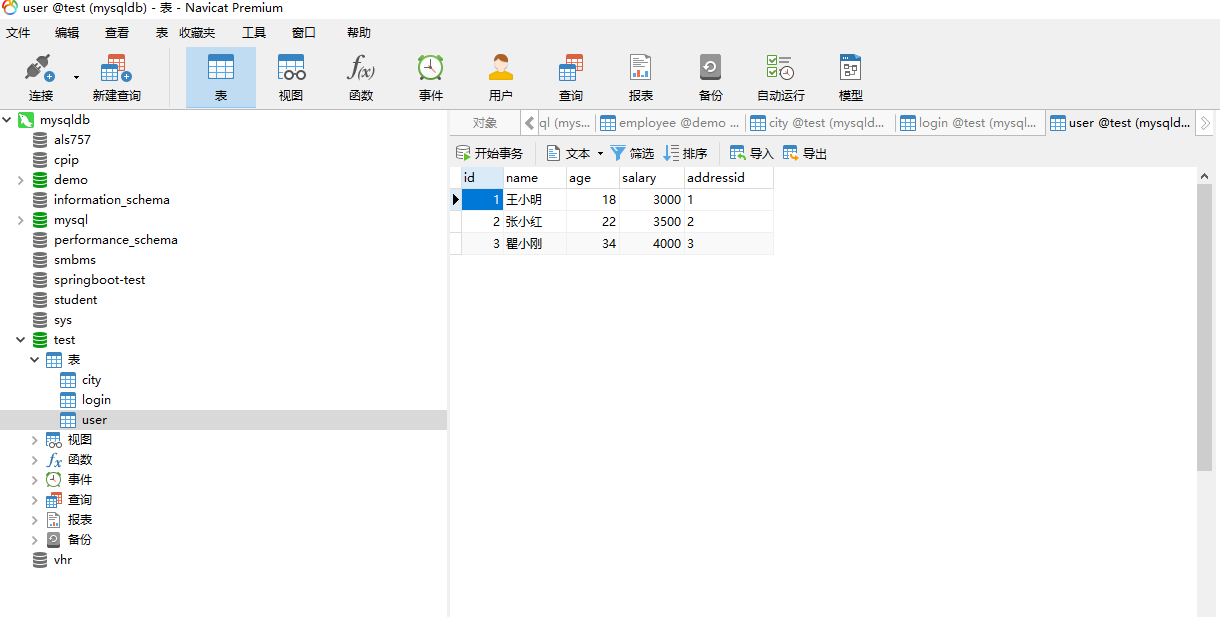 user @test (mysqldb) - 表 - Navicat Premium
文件 编辑 查看 表 收藏夹 工具 窗口 帮助
连接 新建查询 表 视图 函数 事件 用户 查询 报表 备份 自动运行 模型
mysqldb
als757
cpip
demo
information_schema
mysql
performance_schema
smbms
springboot-test
student
sys
test
表
city
login
user
视图
函数
事件
查询
报表
备份
vhr
对象 ql (mys... employee @demo ... city @test (mysqld... login @test (mysql... user @test (mysqld...
开始事务 文本 筛选 排序 导入 导出
id name age salary addressid
1 王小明 18 3000 1
2 张小红 22 3500 2
3 瞿小刚 34 4000 3